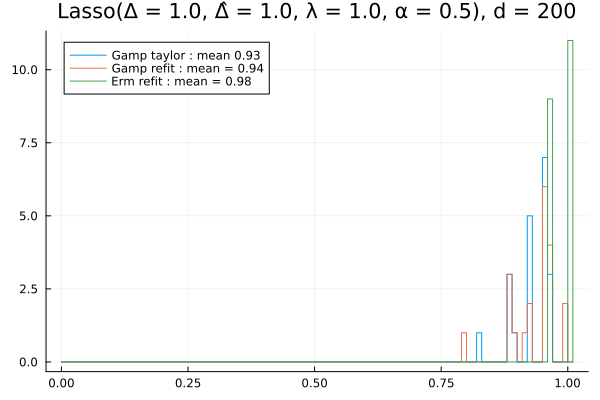 Lasso(Δ = 1.0, Δ̂ = 1.0, λ = 1.0, α = 0.5), d = 200
Gamp taylor : mean 0.93
Gamp refit : mean = 0.94
Erm refit : mean = 0.98
10.0
7.5
5.0
2.5
0.0
0.00 0.25 0.50 0.75 1.00